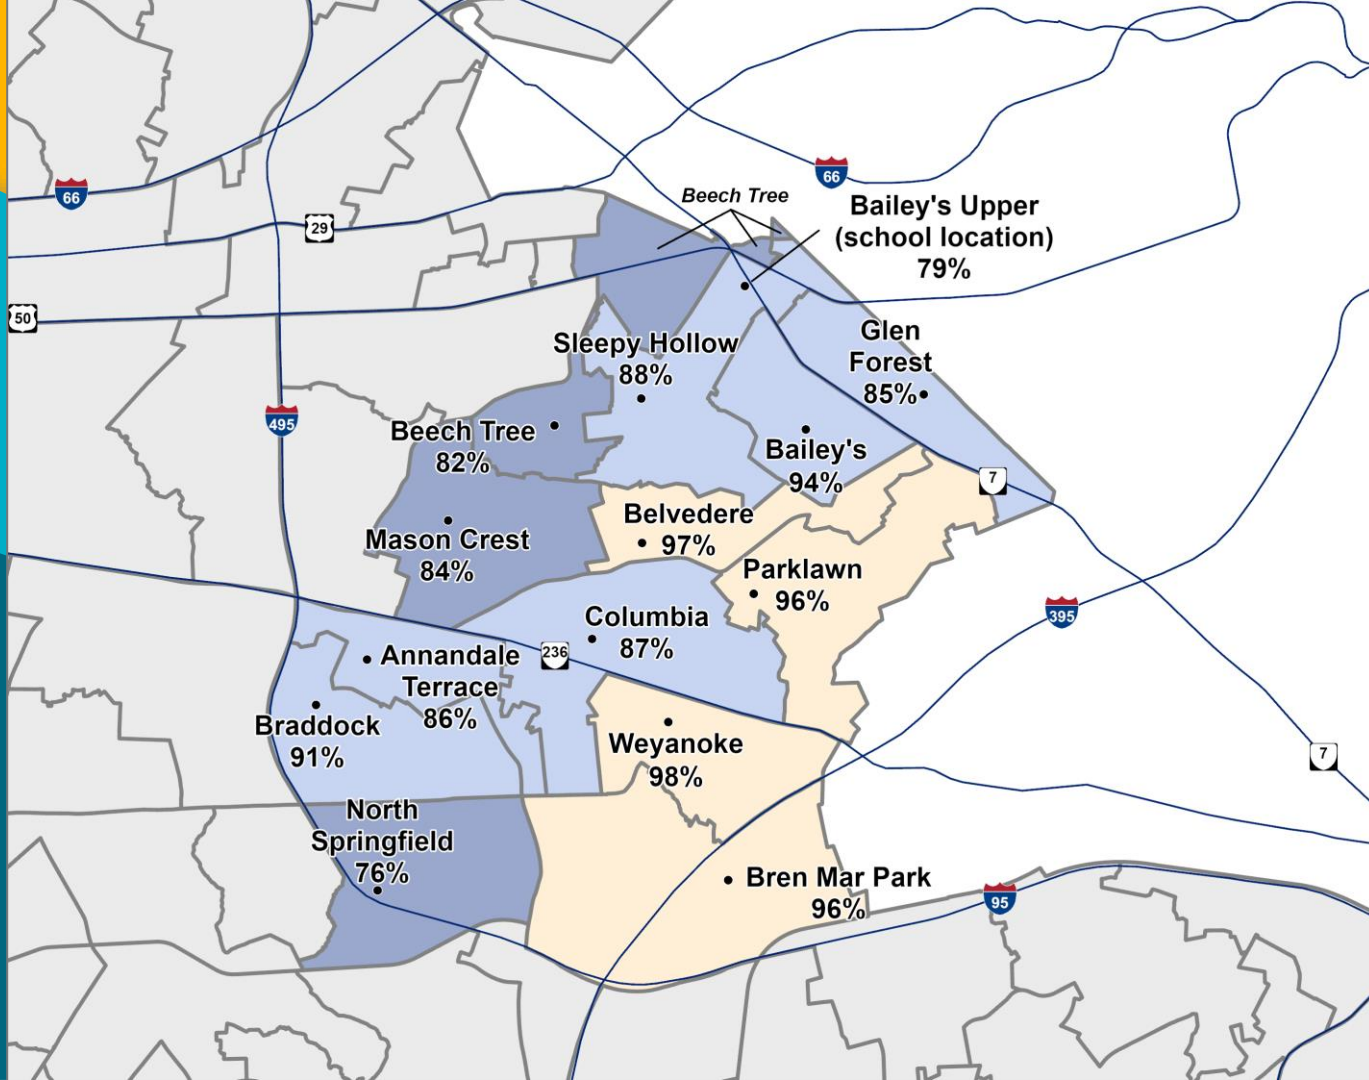 Beech Tree
66
66
Bailey's Upper
(school location)
79%
29
50
Glen
Forest
85%
Sleepy Hollow
88%
495
Beech Tree
82%
Bailey's
94%
7
Belvedere
97%
Mason Crest
84%
Parklawn
96%
395
Columbia
87%
236
Annandale
Terrace
86%
Braddock
91%
Weyanoke
98%
7
North
Springfield
76%
Bren Mar Park
96%
95